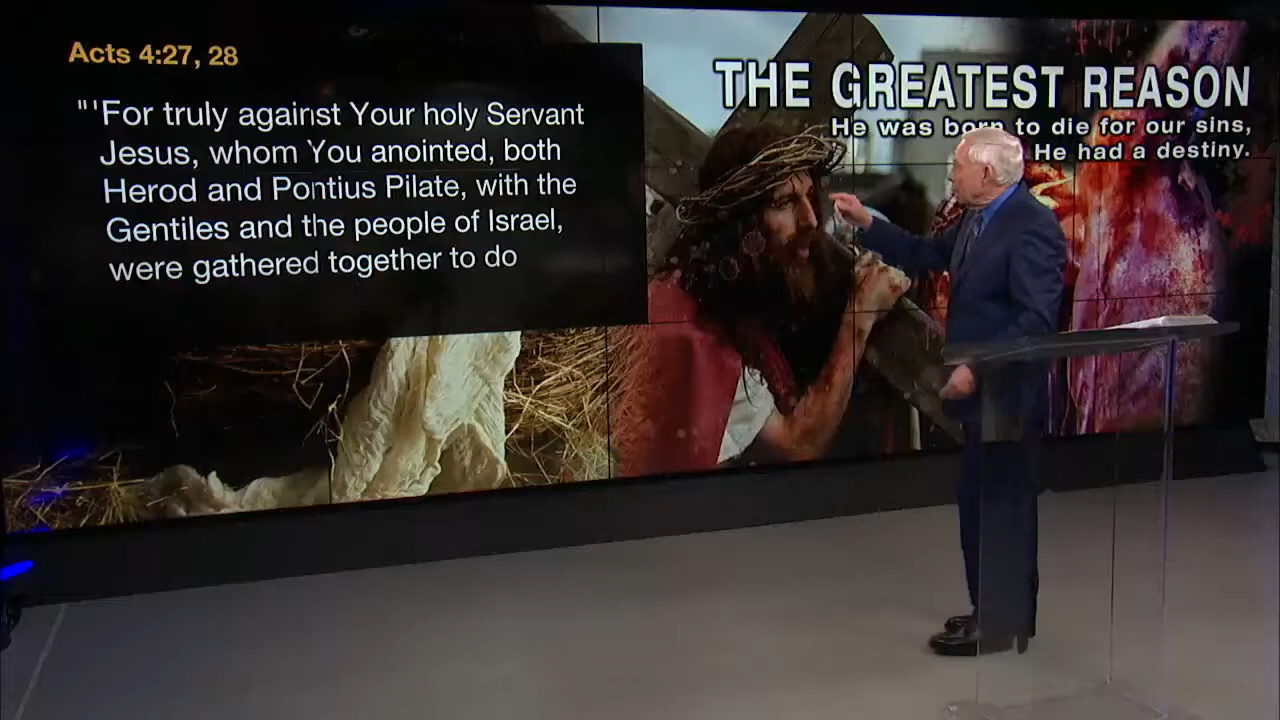 Acts 4:27, 28
"'For truly against Your holy Servant
Jesus, whom You anointed, both
Herod and Pontius Pilate, with the
Gentiles and the people of Israel,
were gathered together to do
THE GREATEST REASON
He was born to die for our sins,
He had a destiny.